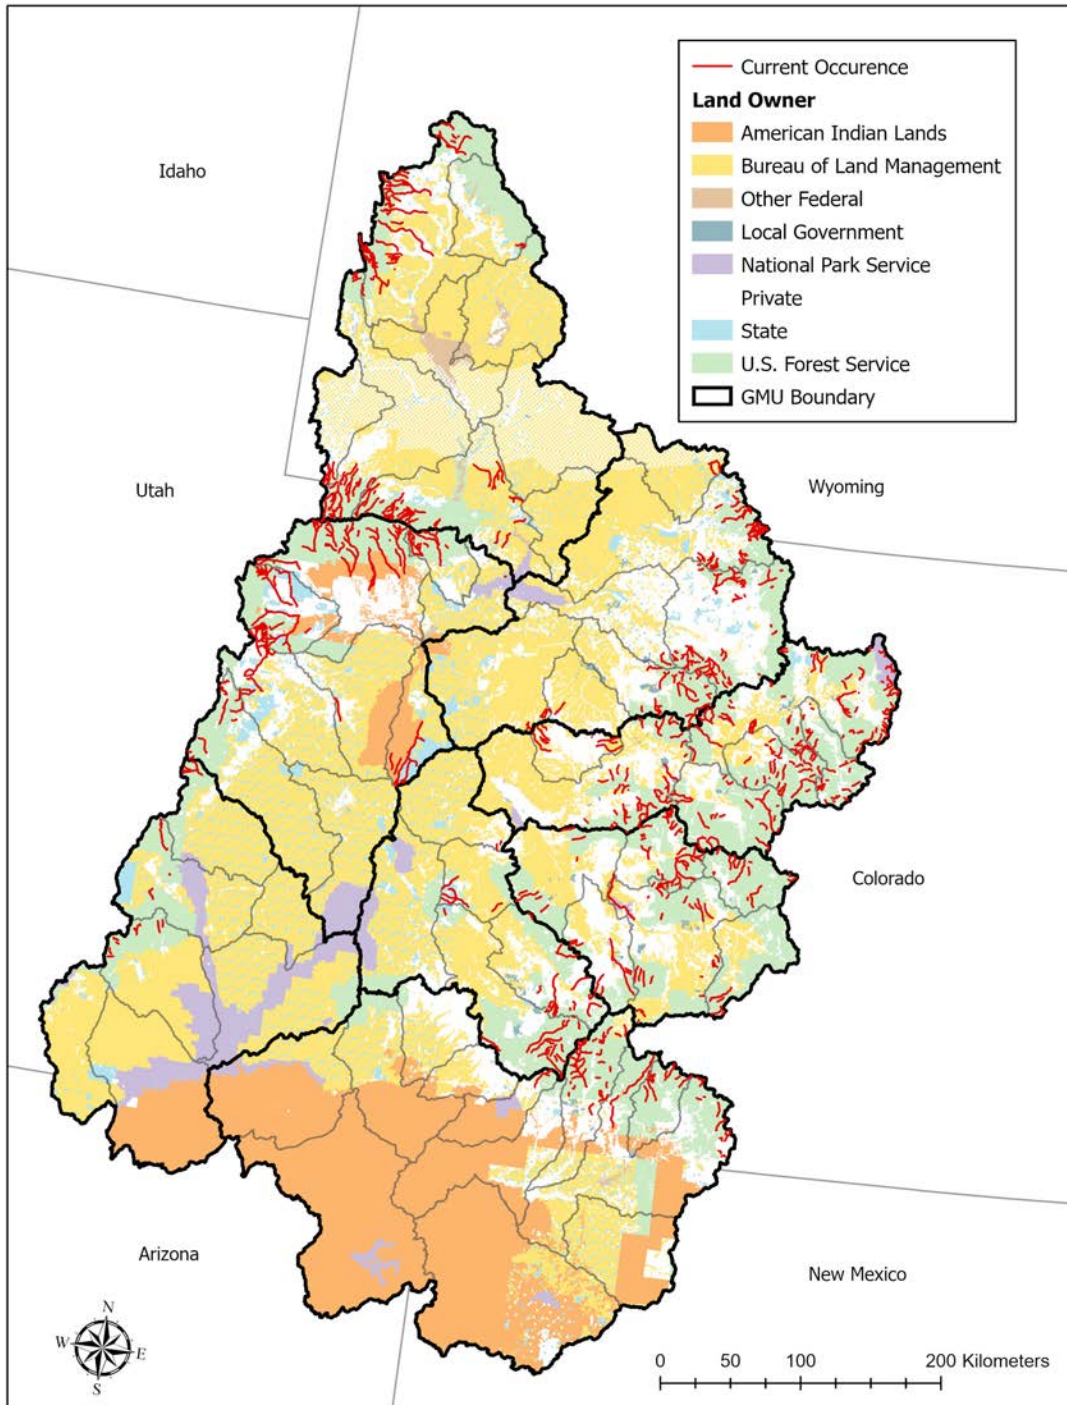 Current Occurence
Land Owner
American Indian Lands
Bureau of Land Management
Other Federal
Local Government
National Park Service
Private
State
U.S. Forest Service
GMU Boundary
Idaho
Utah
Wyoming
Colorado
Arizona
New Mexico
N
W
E
S
0 50 100 200 Kilometers